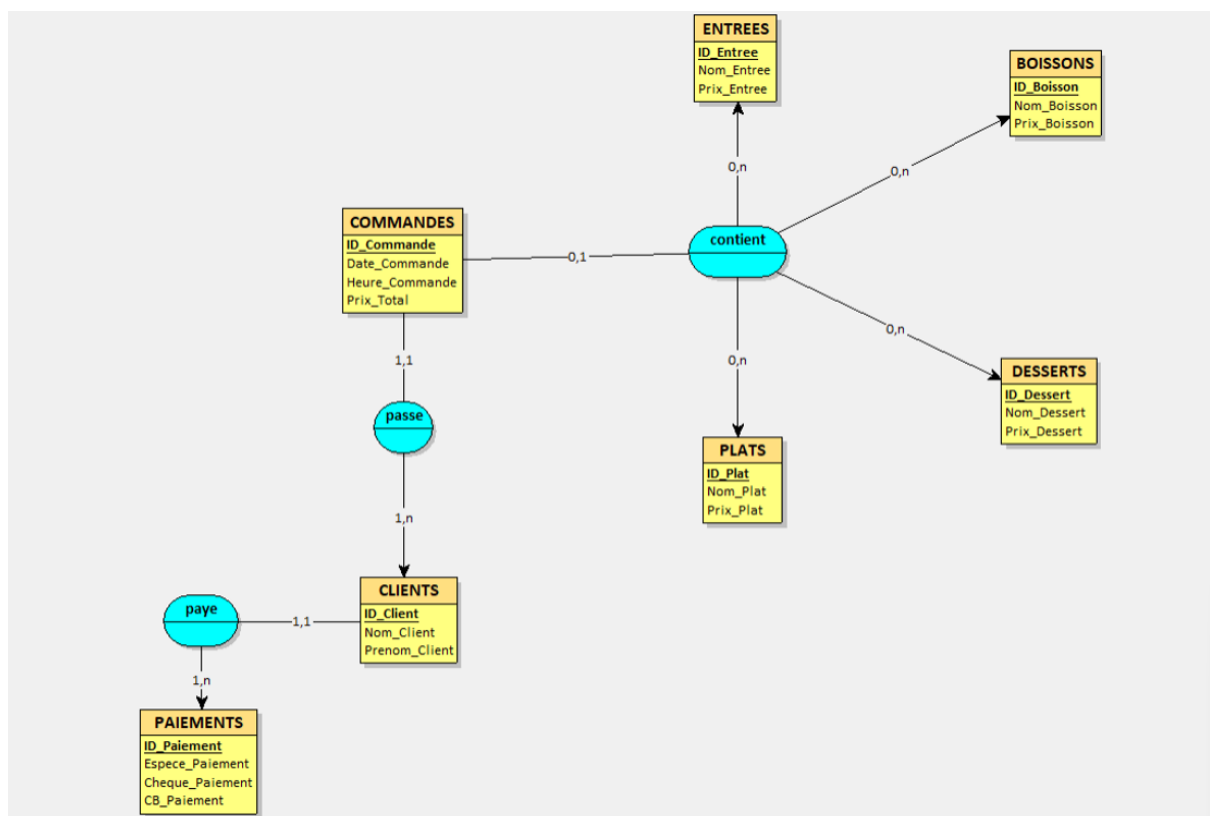 ENTREES
ID_Entree
Nom_Entree
Prix_Entree
BOISSONS
ID_Boisson
Nom_Boisson
Prix_Boisson
0,n
0,n
COMMANDES
ID_Commande
Date_Commande
Heure_Commande
Prix_Total
0,1
contient
0,n
0,n
1,1
DESSERTS
ID_Dessert
Nom_Dessert
Prix_Dessert
passe
PLATS
ID_Plat
Nom_Plat
Prix_Plat
1,n
CLIENTS
ID_Client
Nom_Client
Prenom_Client
paye
1,1
1,n
PAIEMENTS
ID_Paiement
Espece_Paiement
Cheque_Paiement
CB_Paiement